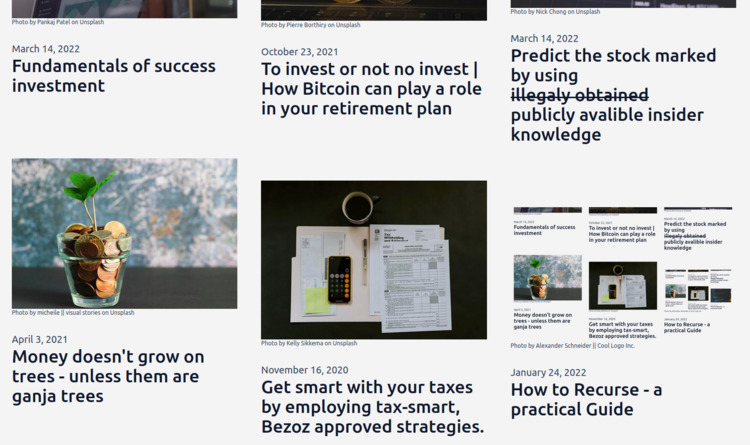 Photo by Pankaj Patel on Unsplash
March 14, 2022
Fundamentals of success
investment
Photo by Pierre Borthiry on Unsplash
October 23, 2021
To invest or not no invest |
How Bitcoin can play a role
in your retirement plan
Photo by Nick Chong on Unsplash
March 14, 2022
Predict the stock marked
by using
illegaly obtained
publicly avalible insider
knowledge
Photo by micheile || visual stories on Unsplash
April 3, 2021
Money doesn't grow on
trees - unless them are
ganja trees
Photo by Kelly Sikkema on Unsplash
November 16, 2020
Get smart with your taxes
by employing tax-smart,
Bezoz approved strategies.
March 14, 2022
Fundamentals of success
investment
October 23, 2021
To invest or not no invest |
How Bitcoin can play a role
in your retirement plan
March 14, 2022
Predict the stock marked
by using
illegaly obtained
publicly avalible insider
knowledge
April 3, 2021
Money doesn't grow on
trees - unless them are
ganja trees
November 16, 2020
Get smart with your taxes
by employing tax-smart,
Bezoz approved strategies.
January 24, 2022
How to Recurse - a
practical Guide
Photo by Alexander Schneider || Cool Logo Inc.
January 24, 2022
How to Recurse - a
practical Guide